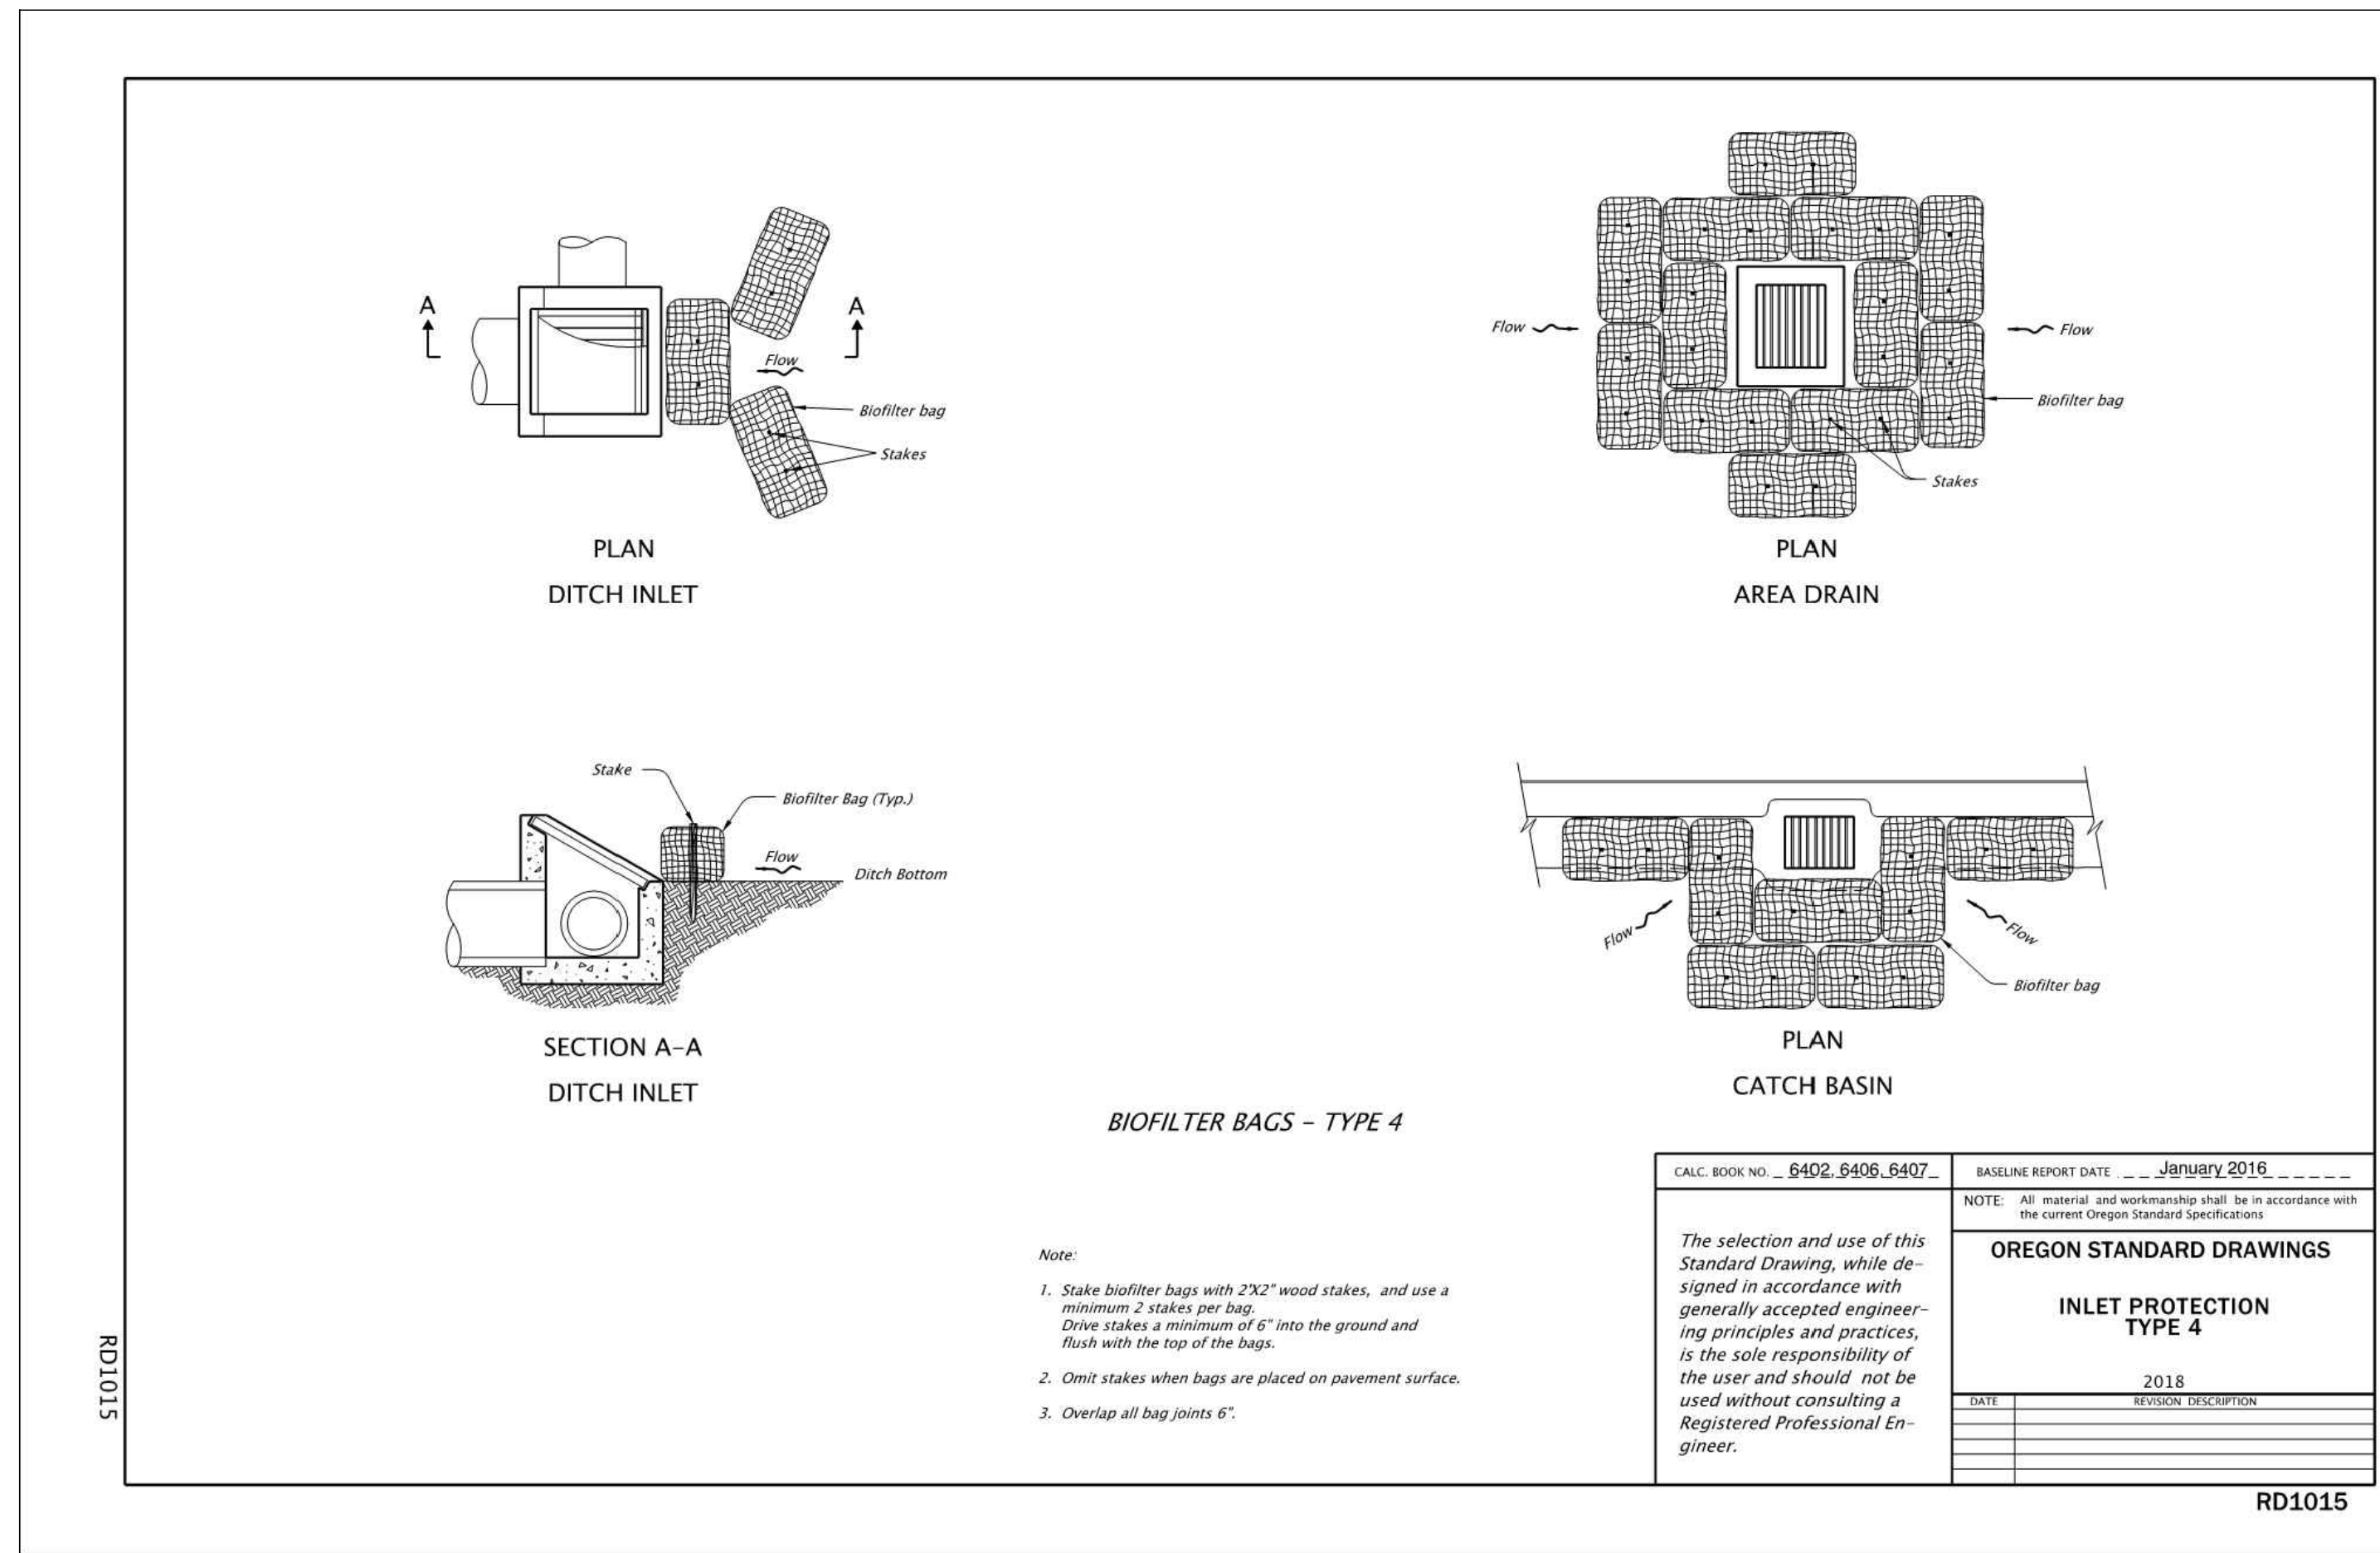 A
A
Flow
Biofilter bag
Stakes
PLAN
DITCH INLET
Flow
Flow
Biofilter bag
Stakes
PLAN
AREA DRAIN
Stake
Biofilter Bag (Typ.)
Flow
Ditch Bottom
SECTION A-A
DITCH INLET
Flow
Flow
Biofilter bag
PLAN
CATCH BASIN
BIOFILTER BAGS - TYPE 4
Note:
1. Stake biofilter bags with 2"X2" wood stakes, and use a
minimum 2 stakes per bag.
Drive stakes a minimum of 6" into the ground and
flush with the top of the bags.
2. Omit stakes when bags are placed on pavement surface.
3. Overlap all bag joints 6".
CALC. BOOK NO. 6402, 6406, 6407
BASELINE REPORT DATE January 2016
The selection and use of this
Standard Drawing, while de-
signed in accordance with
generally accepted engineer-
ing principles and practices,
is the sole responsibility of
the user and should not be
used without consulting a
Registered Professional En-
gineer.
NOTE: All material and workmanship shall be in accordance with
the current Oregon Standard Specifications
OREGON STANDARD DRAWINGS
INLET PROTECTION
TYPE 4
2018
DATE REVISION DESCRIPTION
RD1015
RD1015